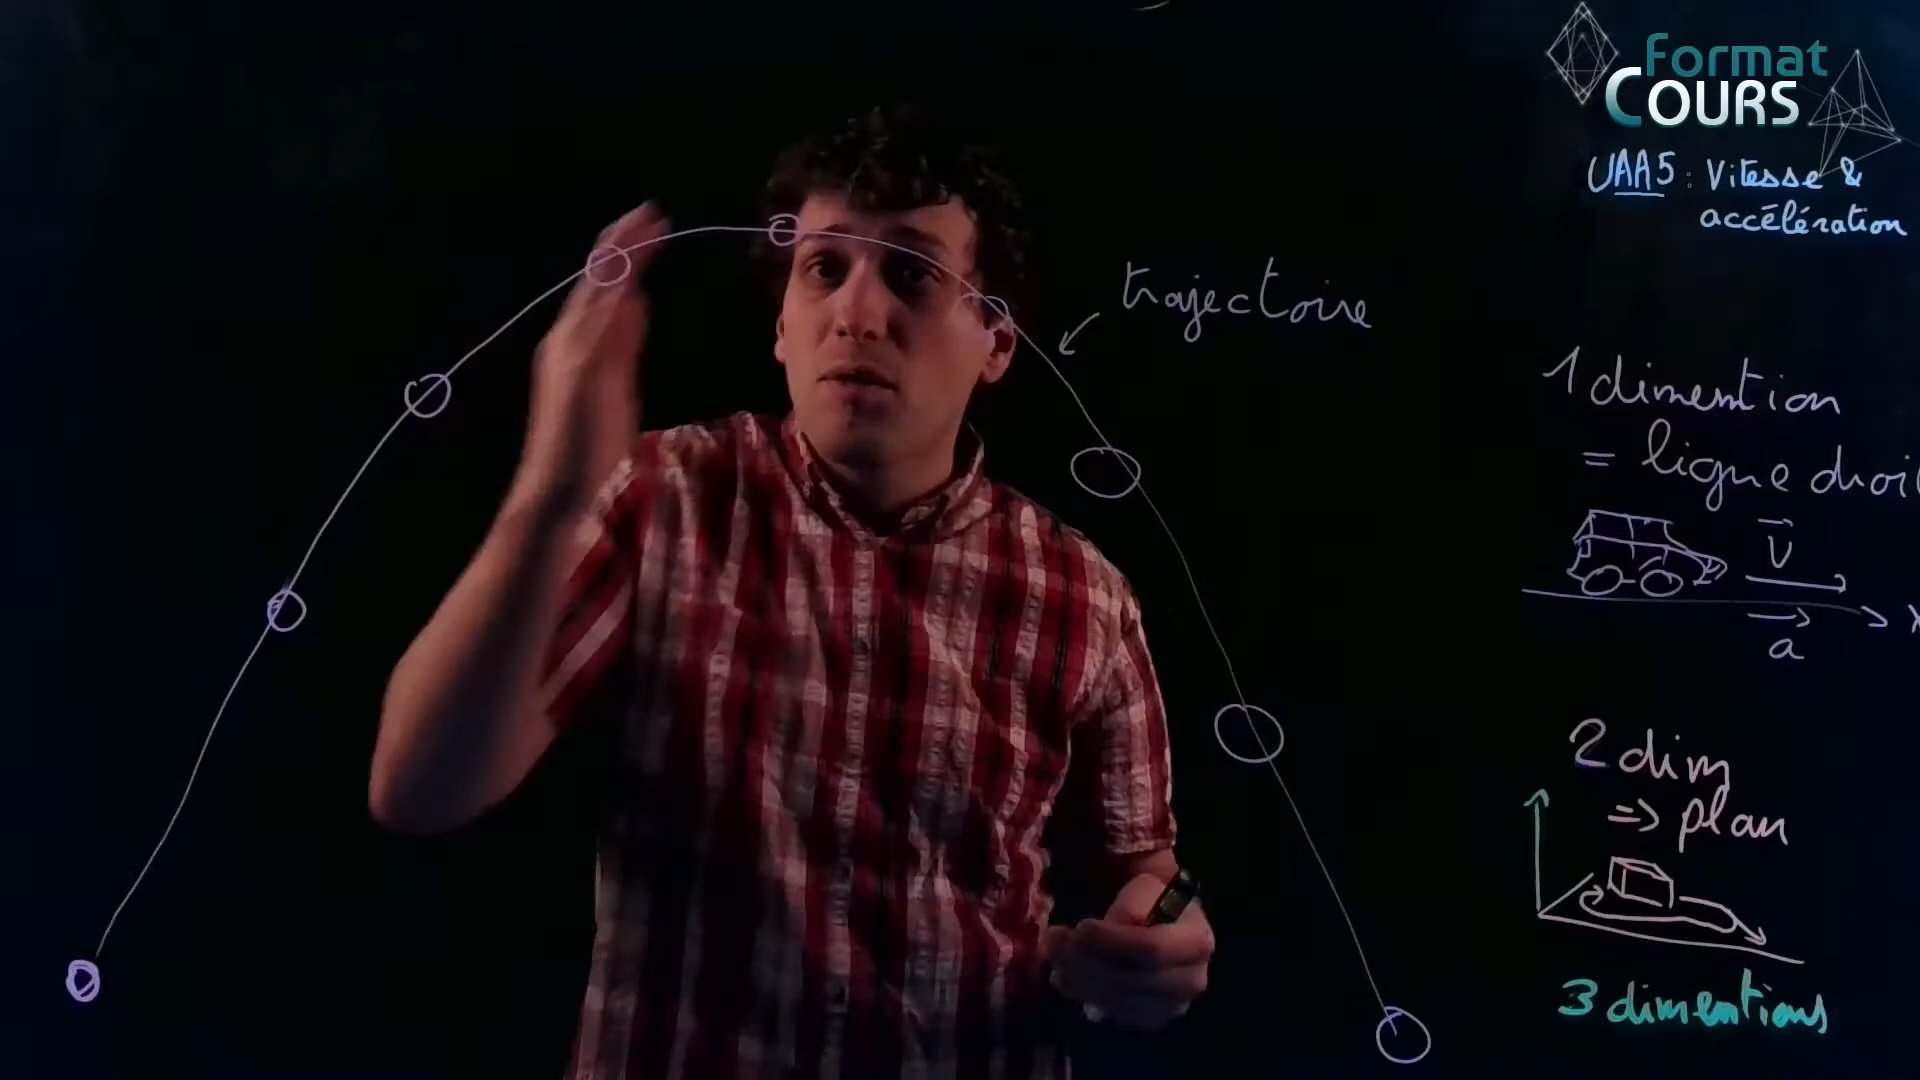 Format
COURS
UAA5 : Vitesse &
accélération
trajectoire
1 dimention
= ligne droi
V
a
2 dim
=> plan
3 dimentions